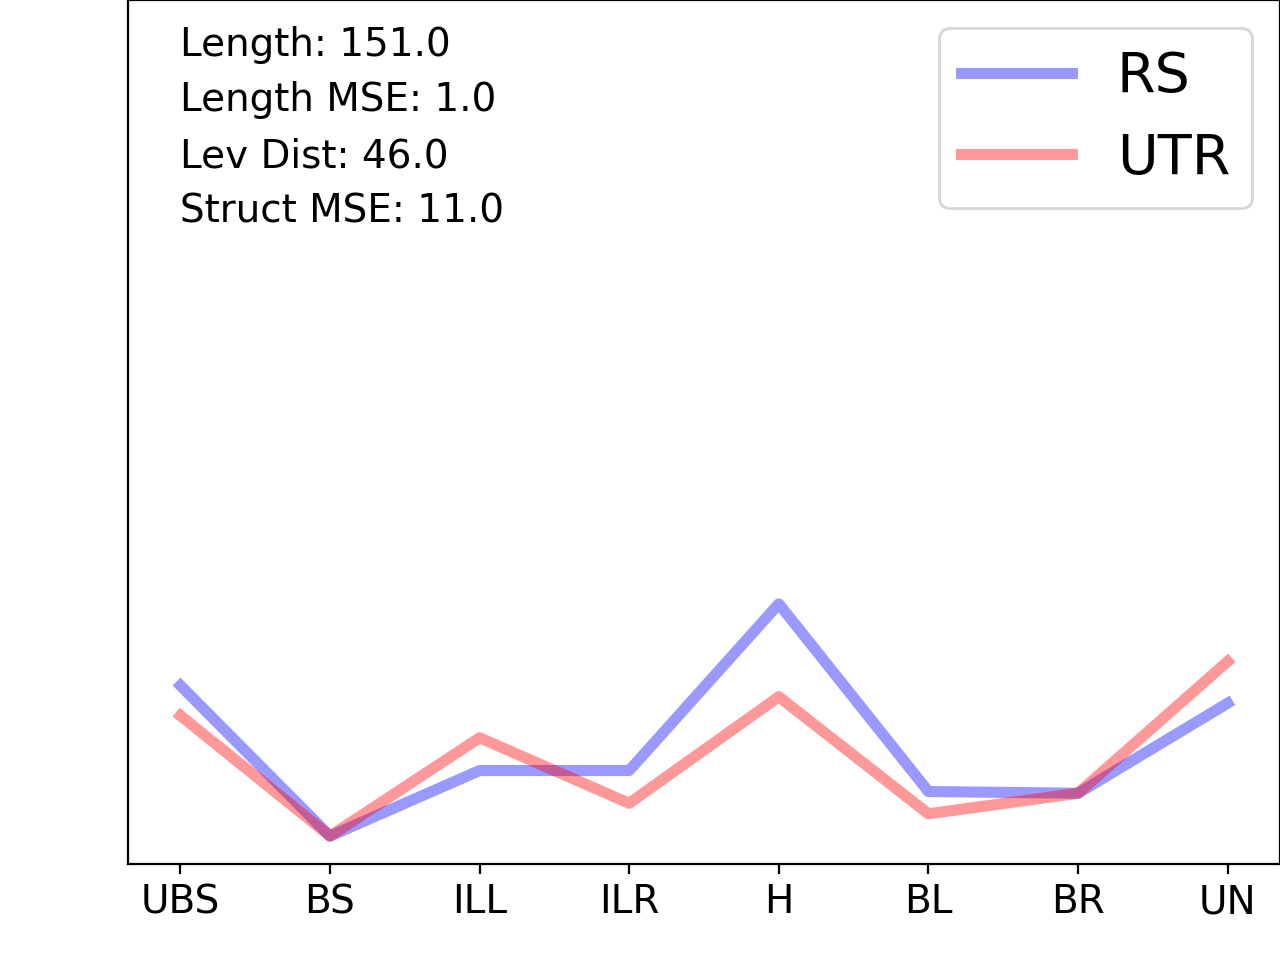 Length: 151.0
Length MSE: 1.0
Lev Dist: 46.0
Struct MSE: 11.0
RS
UTR
UBS BS ILL ILR H BL BR UN